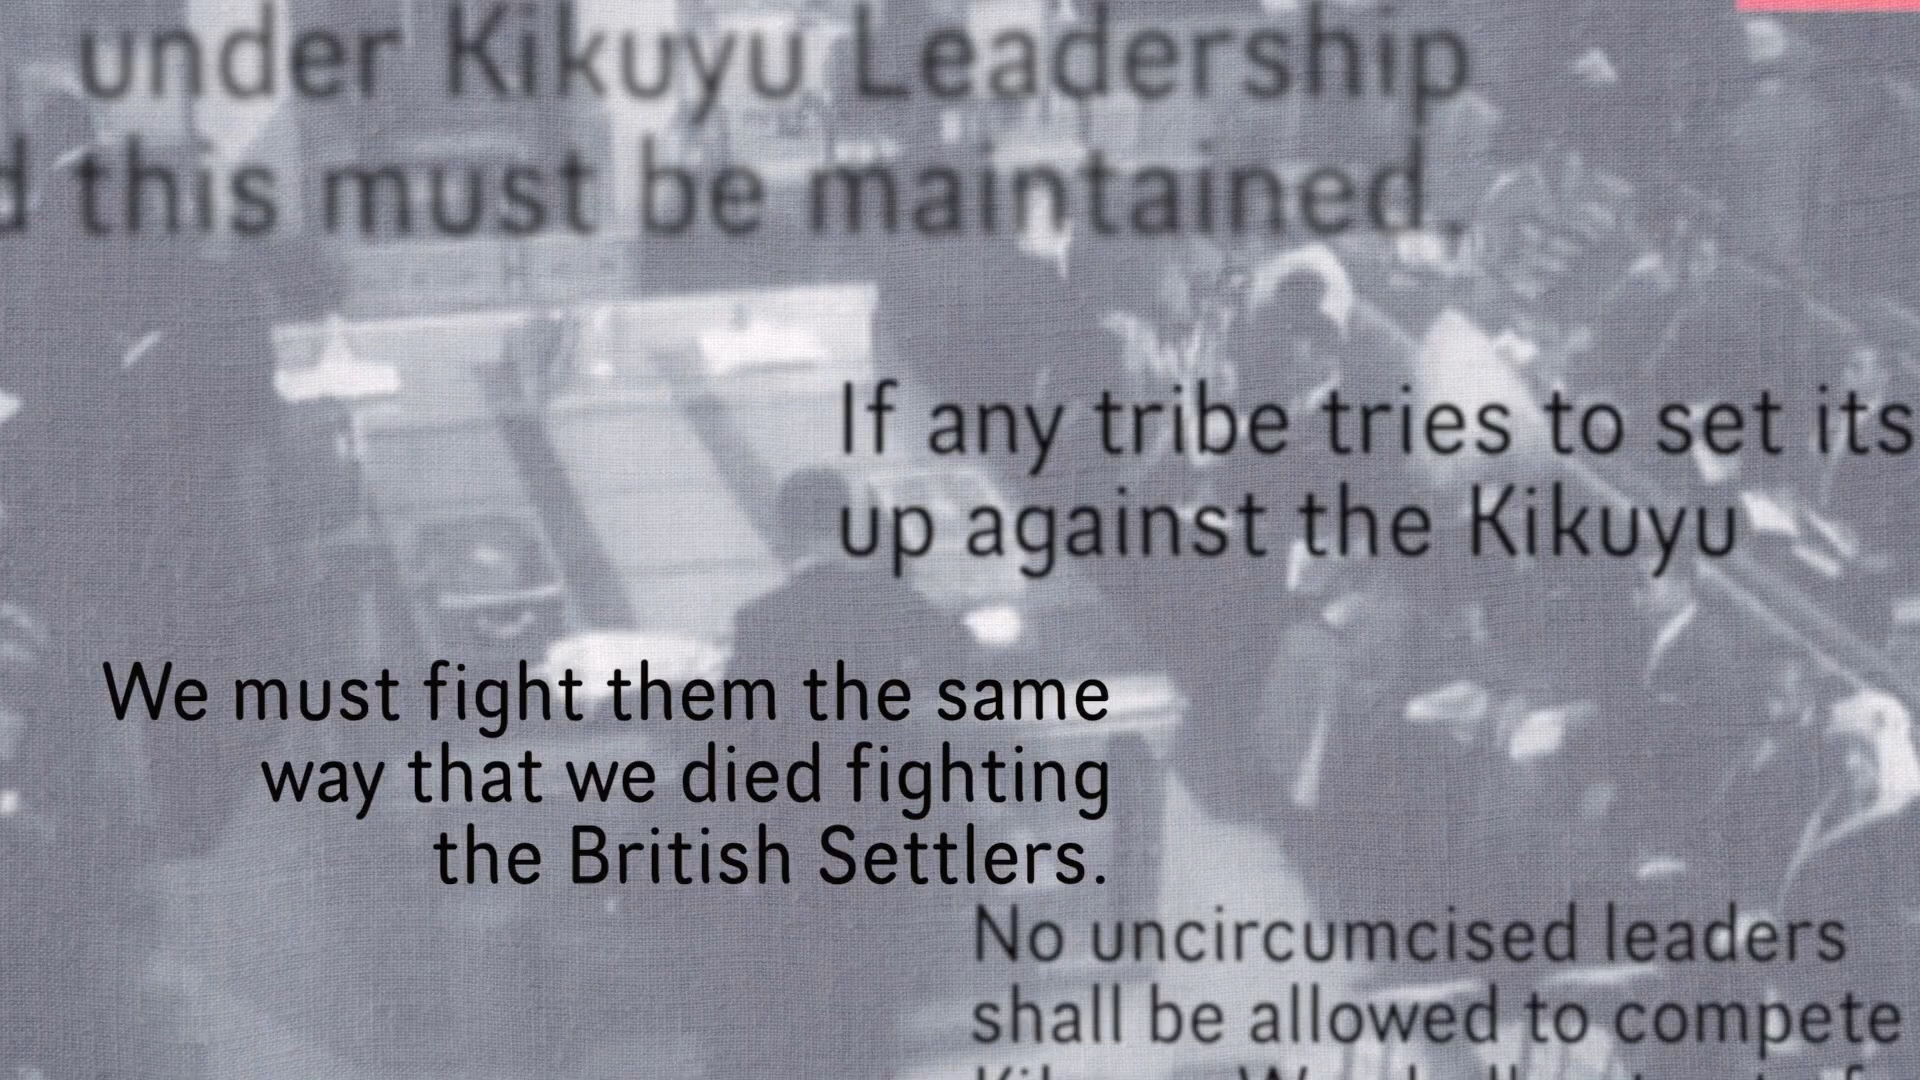 under Kikuyu Leadership
this must be maintained.
If any tribe tries to set its
up against the Kikuyu
We must fight them the same
way that we died fighting
the British Settlers.
No uncircumcised leaders
shall be allowed to compete